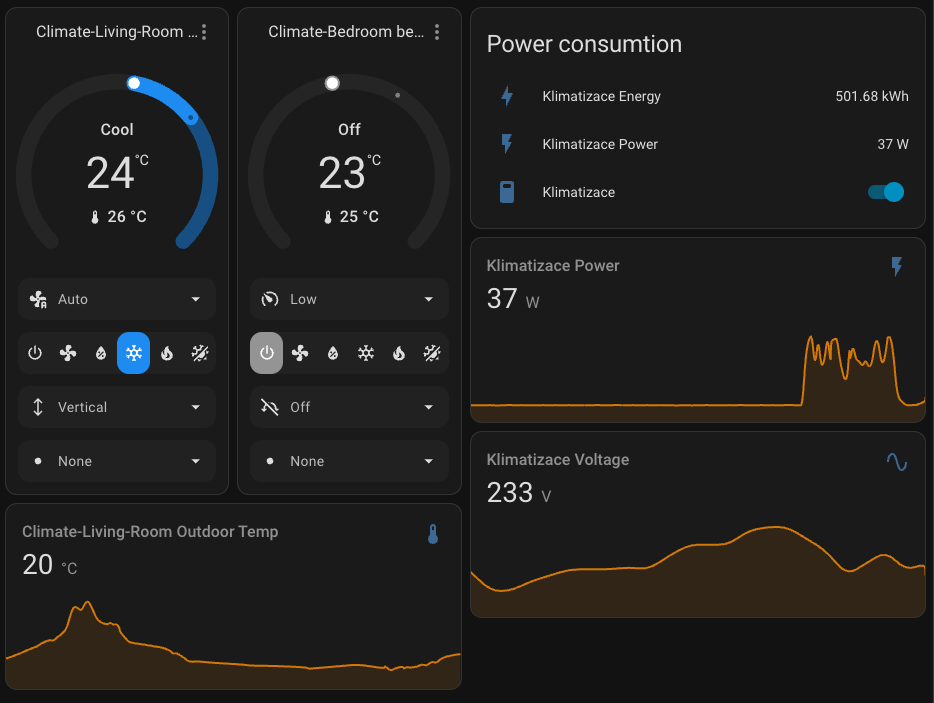 Climate-Living-Room ...
Cool
24 °C
26 °C
Auto
Vertical
None
Climate-Bedroom be...
Off
23 °C
25 °C
Low
Off
None
Climate-Living-Room Outdoor Temp
20 °C
Power consumtion
Klimatizace Energy 501.68 kWh
Klimatizace Power 37 W
Klimatizace
Klimatizace Power
37 W
Klimatizace Voltage
233 V